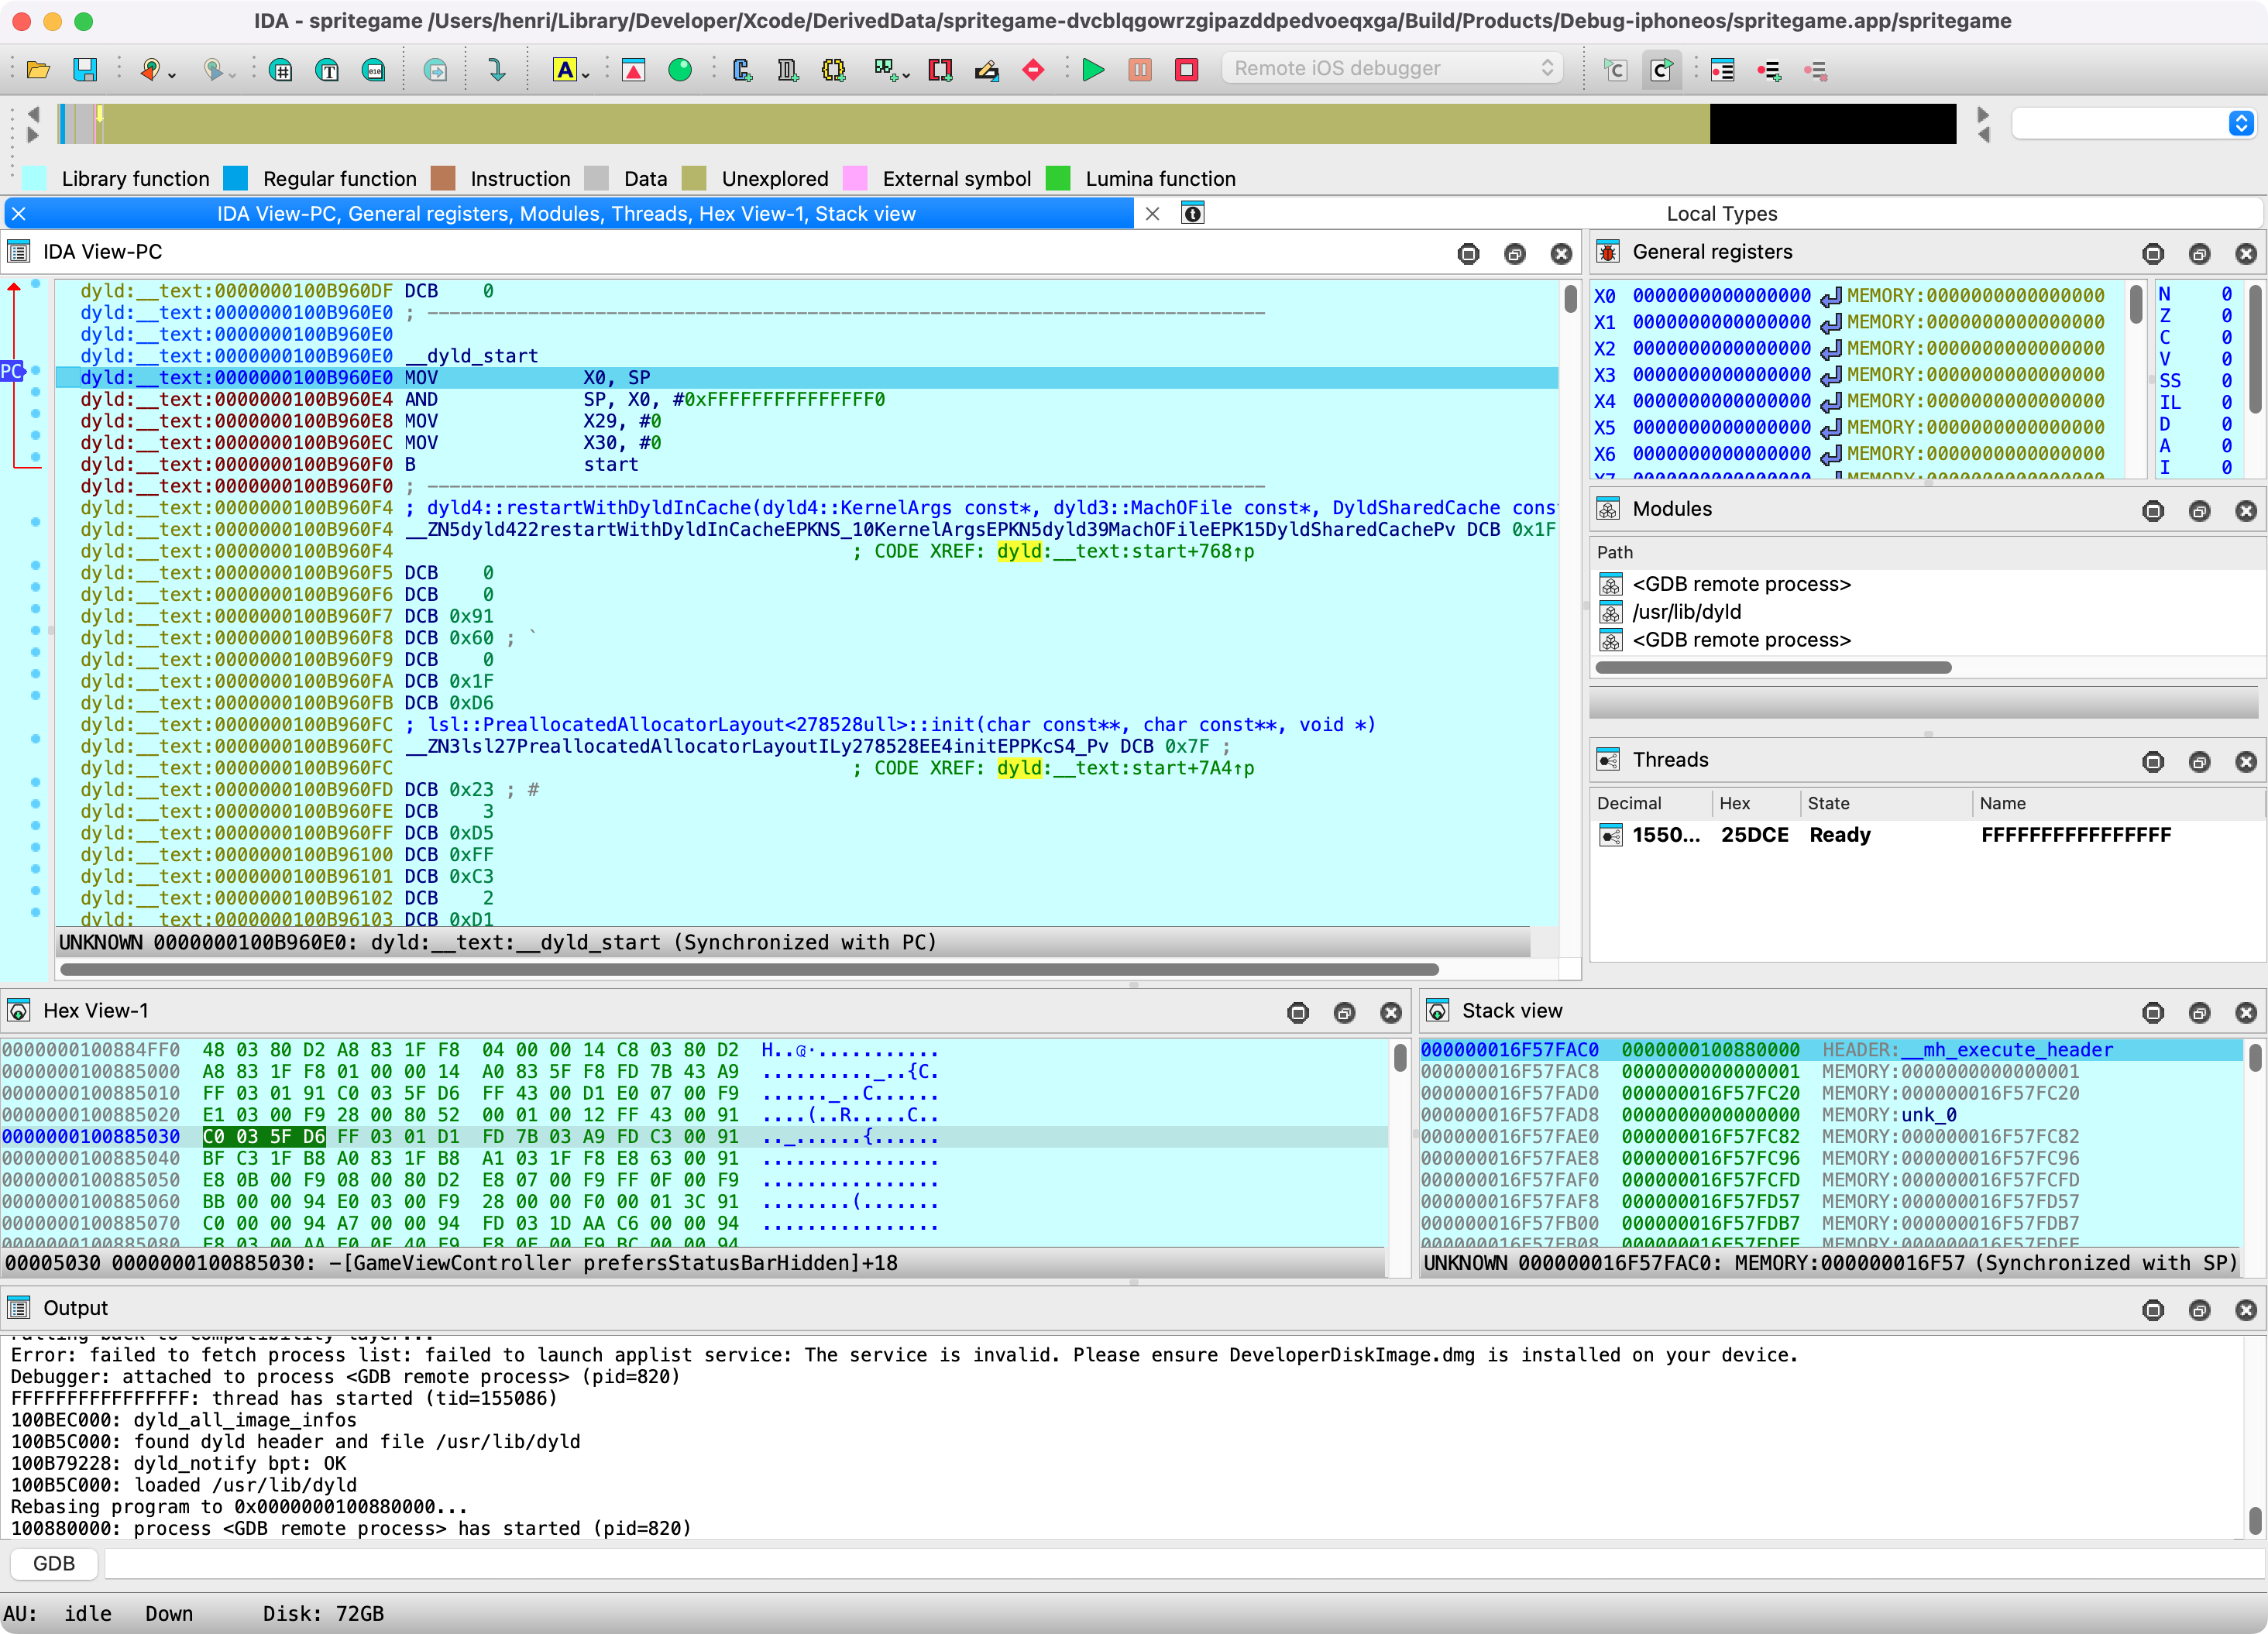 IDA - spritegame /Users/henri/Library/Developer/Xcode/DerivedData/spritegame-dvcblqgowrzgipazddpedvoeqxga/Build/Products/Debug-iphoneos/spritegame.app/spritegame
Remote iOS debugger
Library function Regular function Instruction Data Unexplored External symbol Lumina function
IDA View-PC, General registers, Modules, Threads, Hex View-1, Stack view
Local Types
IDA View-PC
PC
dyld:__text:0000000100B960DF DCB 0
dyld:__text:0000000100B960E0 ; ---------------------------------------------------------------------------
dyld:__text:0000000100B960E0
dyld:__text:0000000100B960E0 __dyld_start
dyld:__text:0000000100B960E0 MOV X0, SP
dyld:__text:0000000100B960E4 AND SP, X0, #0xFFFFFFFFFFFFFFF0
dyld:__text:0000000100B960E8 MOV X29, #0
dyld:__text:0000000100B960EC MOV X30, #0
dyld:__text:0000000100B960F0 B start
dyld:__text:0000000100B960F0 ; ---------------------------------------------------------------------------
dyld:__text:0000000100B960F4 ; dyld4::restartWithDyldInCache(dyld4::KernelArgs const*, dyld3::MachOFile const*, DyldSharedCache cons
dyld:__text:0000000100B960F4 __ZN5dyld422restartWithDyldInCacheEPKNS_10KernelArgsEPKN5dyld39MachOFileEPK15DyldSharedCachePv DCB 0x1F
dyld:__text:0000000100B960F4 ; CODE XREF: dyld:__text:start+768↑p
dyld:__text:0000000100B960F5 DCB 0
dyld:__text:0000000100B960F6 DCB 0
dyld:__text:0000000100B960F7 DCB 0x91
dyld:__text:0000000100B960F8 DCB 0x60 ; `
dyld:__text:0000000100B960F9 DCB 0
dyld:__text:0000000100B960FA DCB 0x1F
dyld:__text:0000000100B960FB DCB 0xD6
dyld:__text:0000000100B960FC ; lsl::PreallocatedAllocatorLayout<278528ull>::init(char const**, char const**, void *)
dyld:__text:0000000100B960FC __ZN3lsl27PreallocatedAllocatorLayoutILy278528EE4initEPPKcS4_Pv DCB 0x7F ;
dyld:__text:0000000100B960FC ; CODE XREF: dyld:__text:start+7A4↑p
dyld:__text:0000000100B960FD DCB 0x23 ; #
dyld:__text:0000000100B960FE DCB 3
dyld:__text:0000000100B960FF DCB 0xD5
dyld:__text:0000000100B96100 DCB 0xFF
dyld:__text:0000000100B96101 DCB 0xC3
dyld:__text:0000000100B96102 DCB 2
dyld:__text:0000000100B96103 DCB 0xD1
UNKNOWN 0000000100B960E0: dyld:__text:__dyld_start (Synchronized with PC)
General registers
X0 0000000000000000 MEMORY:0000000000000000
X1 0000000000000000 MEMORY:0000000000000000
X2 0000000000000000 MEMORY:0000000000000000
X3 0000000000000000 MEMORY:0000000000000000
X4 0000000000000000 MEMORY:0000000000000000
X5 0000000000000000 MEMORY:0000000000000000
X6 0000000000000000 MEMORY:0000000000000000
N 0
Z 0
C 0
V 0
SS 0
IL 0
D 0
A 0
I 0
Modules
Path
<GDB remote process>
/usr/lib/dyld
<GDB remote process>
Threads
Decimal Hex State Name
1550... 25DCE Ready FFFFFFFFFFFFFFFF
Hex View-1
0000000100884FF0 48 03 80 D2 A8 83 1F F8 04 00 00 14 C8 03 80 D2 H..@............
0000000100885000 A8 83 1F F8 01 00 00 14 A0 83 5F F8 FD 7B 43 A9 .........._..{C.
0000000100885010 FF 03 01 91 C0 03 5F D6 FF 43 00 D1 E0 07 00 F9 ......_..C......
0000000100885020 E1 03 00 F9 28 00 80 52 00 01 00 12 FF 43 00 91 ....(..R.....C..
0000000100885030 C0 03 5F D6 FF 03 01 D1 FD 7B 03 A9 FD C3 00 91 .._......{......
0000000100885040 BF C3 1F B8 A0 83 1F B8 A1 03 1F F8 E8 63 00 91 ................
0000000100885050 E8 0B 00 F9 08 00 80 D2 E8 07 00 F9 FF 0F 00 F9 ................
0000000100885060 BB 00 00 94 E0 03 00 F9 28 00 00 F0 00 01 3C 91 ........(.......
0000000100885070 C0 00 00 94 A7 00 00 94 FD 03 1D AA C6 00 00 94 ................
00005030 0000000100885030: -[GameViewController prefersStatusBarHidden]+18
Stack view
000000016F57FAC0 0000000100880000 HEADER:__mh_execute_header
000000016F57FAC8 0000000000000001 MEMORY:0000000000000001
000000016F57FAD0 000000016F57FC20 MEMORY:000000016F57FC20
000000016F57FAD8 0000000000000000 MEMORY:unk_0
000000016F57FAE0 000000016F57FC82 MEMORY:000000016F57FC82
000000016F57FAE8 000000016F57FC96 MEMORY:000000016F57FC96
000000016F57FAF0 000000016F57FCFD MEMORY:000000016F57FCFD
000000016F57FAF8 000000016F57FD57 MEMORY:000000016F57FD57
000000016F57FB00 000000016F57FDB7 MEMORY:000000016F57FDB7
UNKNOWN 000000016F57FAC0: MEMORY:000000016F57 (Synchronized with SP)
Output
Error: failed to fetch process list: failed to launch applist service: The service is invalid. Please ensure DeveloperDiskImage.dmg is installed on your device.
Debugger: attached to process <GDB remote process> (pid=820)
FFFFFFFFFFFFFFFF: thread has started (tid=155086)
100BEC000: dyld_all_image_infos
100B5C000: found dyld header and file /usr/lib/dyld
100B79228: dyld_notify bpt: OK
100B5C000: loaded /usr/lib/dyld
Rebasing program to 0x0000000100880000...
100880000: process <GDB remote process> has started (pid=820)
GDB
AU: idle Down Disk: 72GB